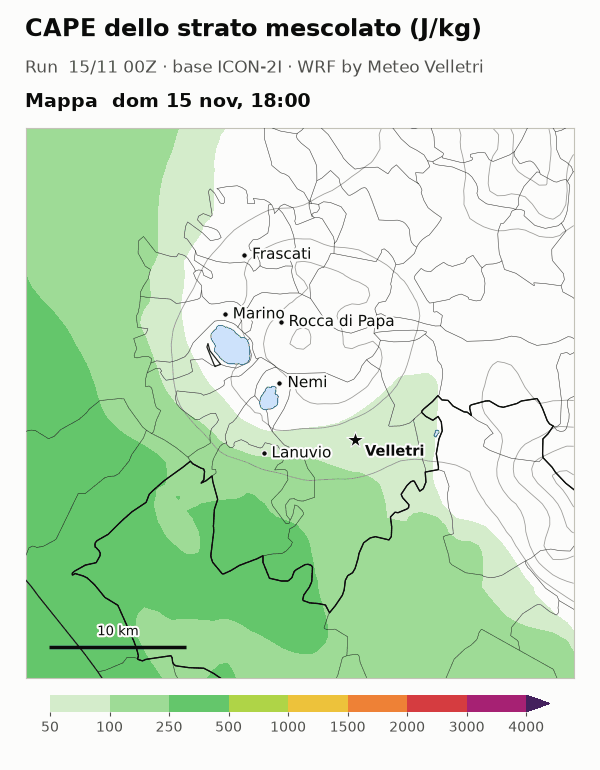 CAPE dello strato mescolato (J/kg)
Run  15/11 00Z · base ICON-2I · WRF by Meteo Velletri
Mappa  dom 15 nov, 18:00
Frascati
Marino
Rocca di Papa
Nemi
Velletri
Lanuvio
10 km
50 100 250 500 1000 1500 2000 3000 4000